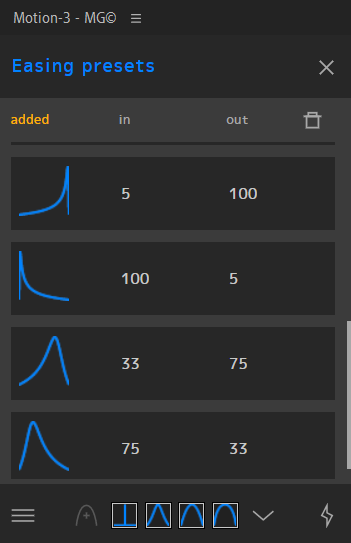 Motion-3 - MG©
Easing presets
added in out
5 100
100 5
33 75
75 33